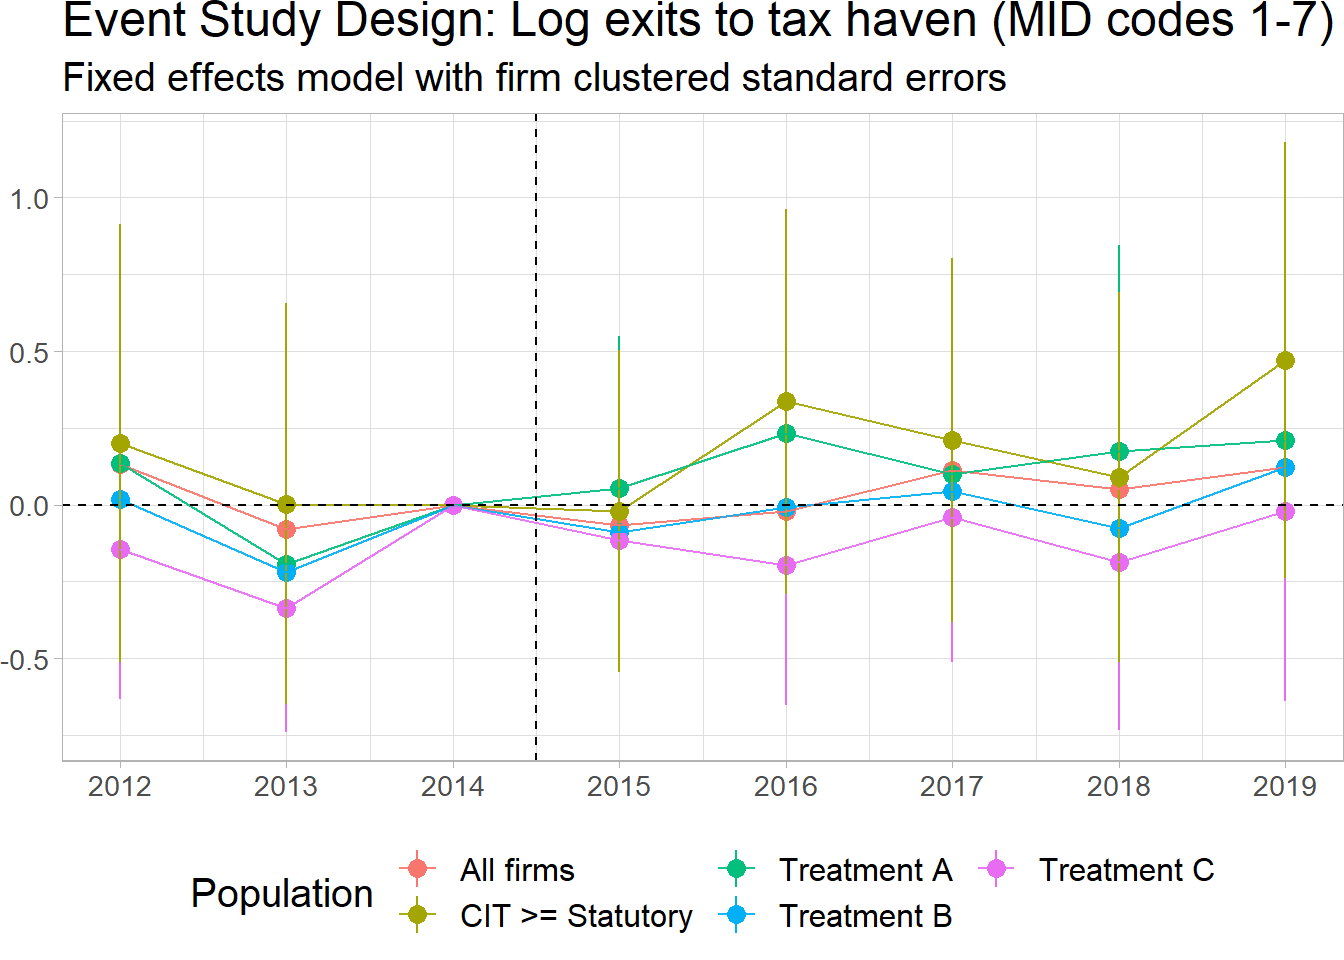 Event Study Design: Log exits to tax haven (MID codes 1-7)
Fixed effects model with firm clustered standard errors
1.0
0.5
0.0
-0.5
2012 2013 2014 2015 2016 2017 2018 2019
Population
All firms
Treatment A
Treatment C
CIT >= Statutory
Treatment B